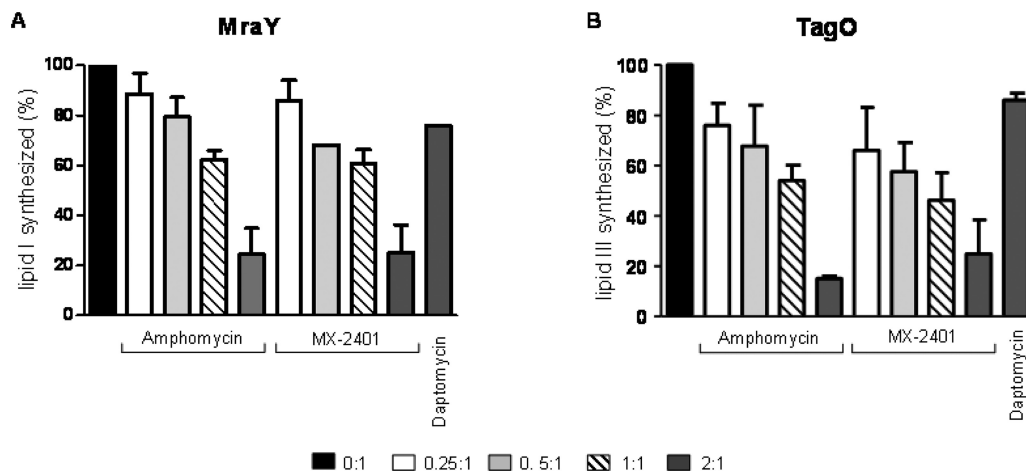 A
MraY
lipid I synthesized (%)
100
80
60
40
20
0
Amphomycin
MX-2401
Daptomycin
B
TagO
lipid III synthesized (%)
100
80
60
40
20
0
Amphomycin
MX-2401
Daptomycin
0:1 0.25:1 0. 5:1 1:1 2:1